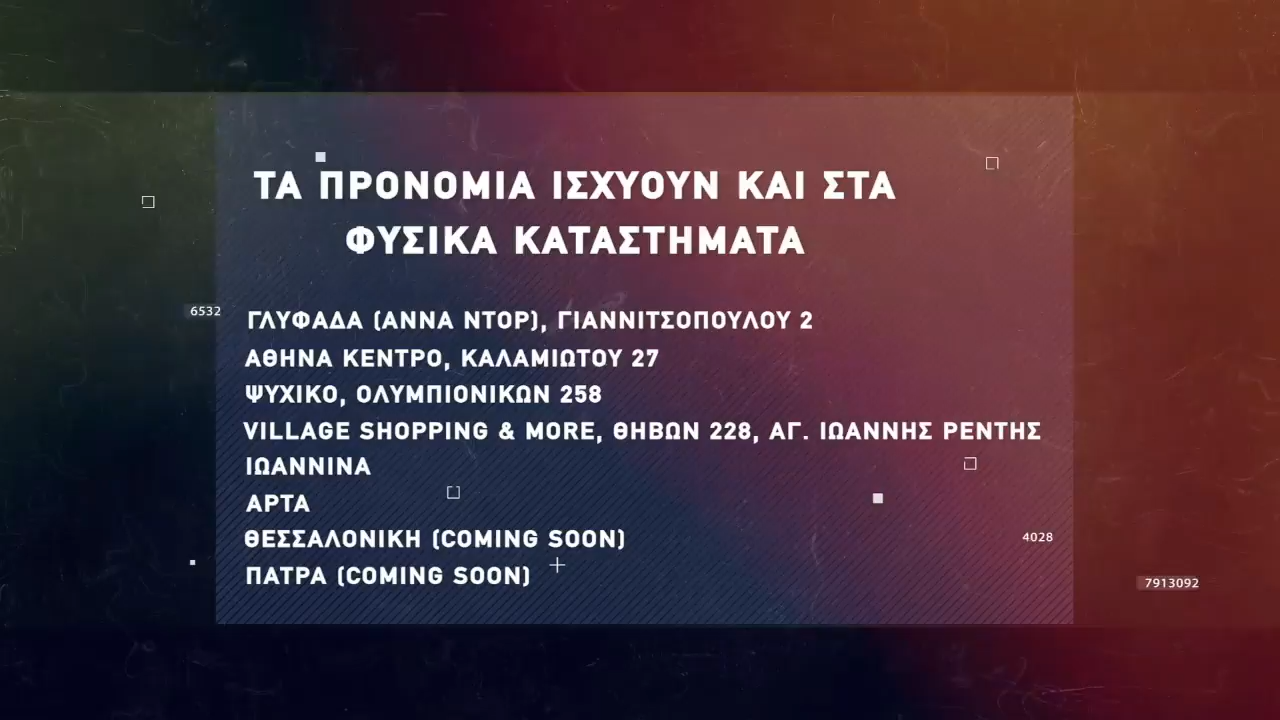 ΤΑ ΠΡΟΝΟΜΙΑ ΙΣΧΥΟΥΝ ΚΑΙ ΣΤΑ
ΦΥΣΙΚΑ ΚΑΤΑΣΤΗΜΑΤΑ
6532
ΓΛΥΦΑΔΑ (ΑΝΝΑ ΝΤΟΡ), ΓΙΑΝΝΙΤΣΟΠΟΥΛΟΥ 2
ΑΘΗΝΑ ΚΕΝΤΡΟ, ΚΑΛΑΜΙΩΤΟΥ 27
ΨΥΧΙΚΟ, ΟΛΥΜΠΙΟΝΙΚΩΝ 258
VILLAGE SHOPPING & MORE, ΘΗΒΩΝ 228, ΑΓ. ΙΩΑΝΝΗΣ ΡΕΝΤΗΣ
ΙΩΑΝΝΙΝΑ
ΑΡΤΑ
ΘΕΣΣΑΛΟΝΙΚΗ (COMING SOON)
4028
ΠΑΤΡΑ (COMING SOON)
7913092